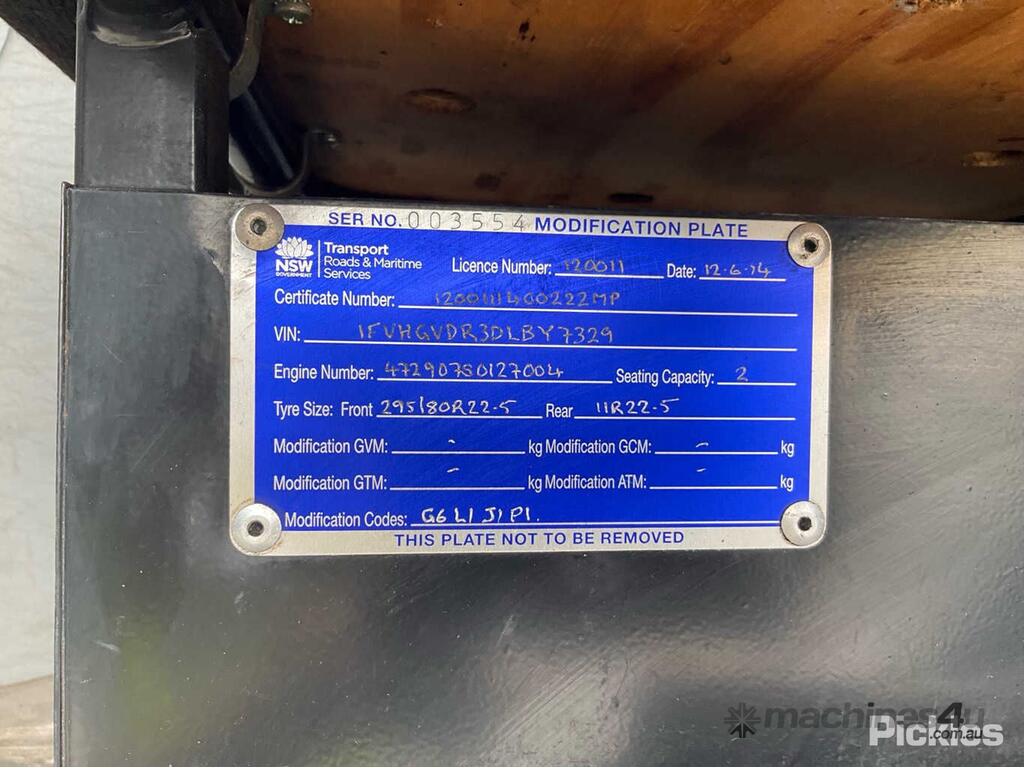 SER NO. 003554 MODIFICATION PLATE
NSW GOVERNMENT Transport Roads & Maritime Services
Licence Number: 120011 Date: 12.6.14
Certificate Number: 1200111400222MP
VIN: 1FVHGVDR3DLBY7329
Engine Number: 472907S0127004 Seating Capacity: 2
Tyre Size: Front 295/80R22-5 Rear 11R22-5
Modification GVM: - kg Modification GCM: - kg
Modification GTM: - kg Modification ATM: - kg
Modification Codes: G6 L1 J1 P1.
THIS PLATE NOT TO BE REMOVED
machines4u
.com.au
Pickles